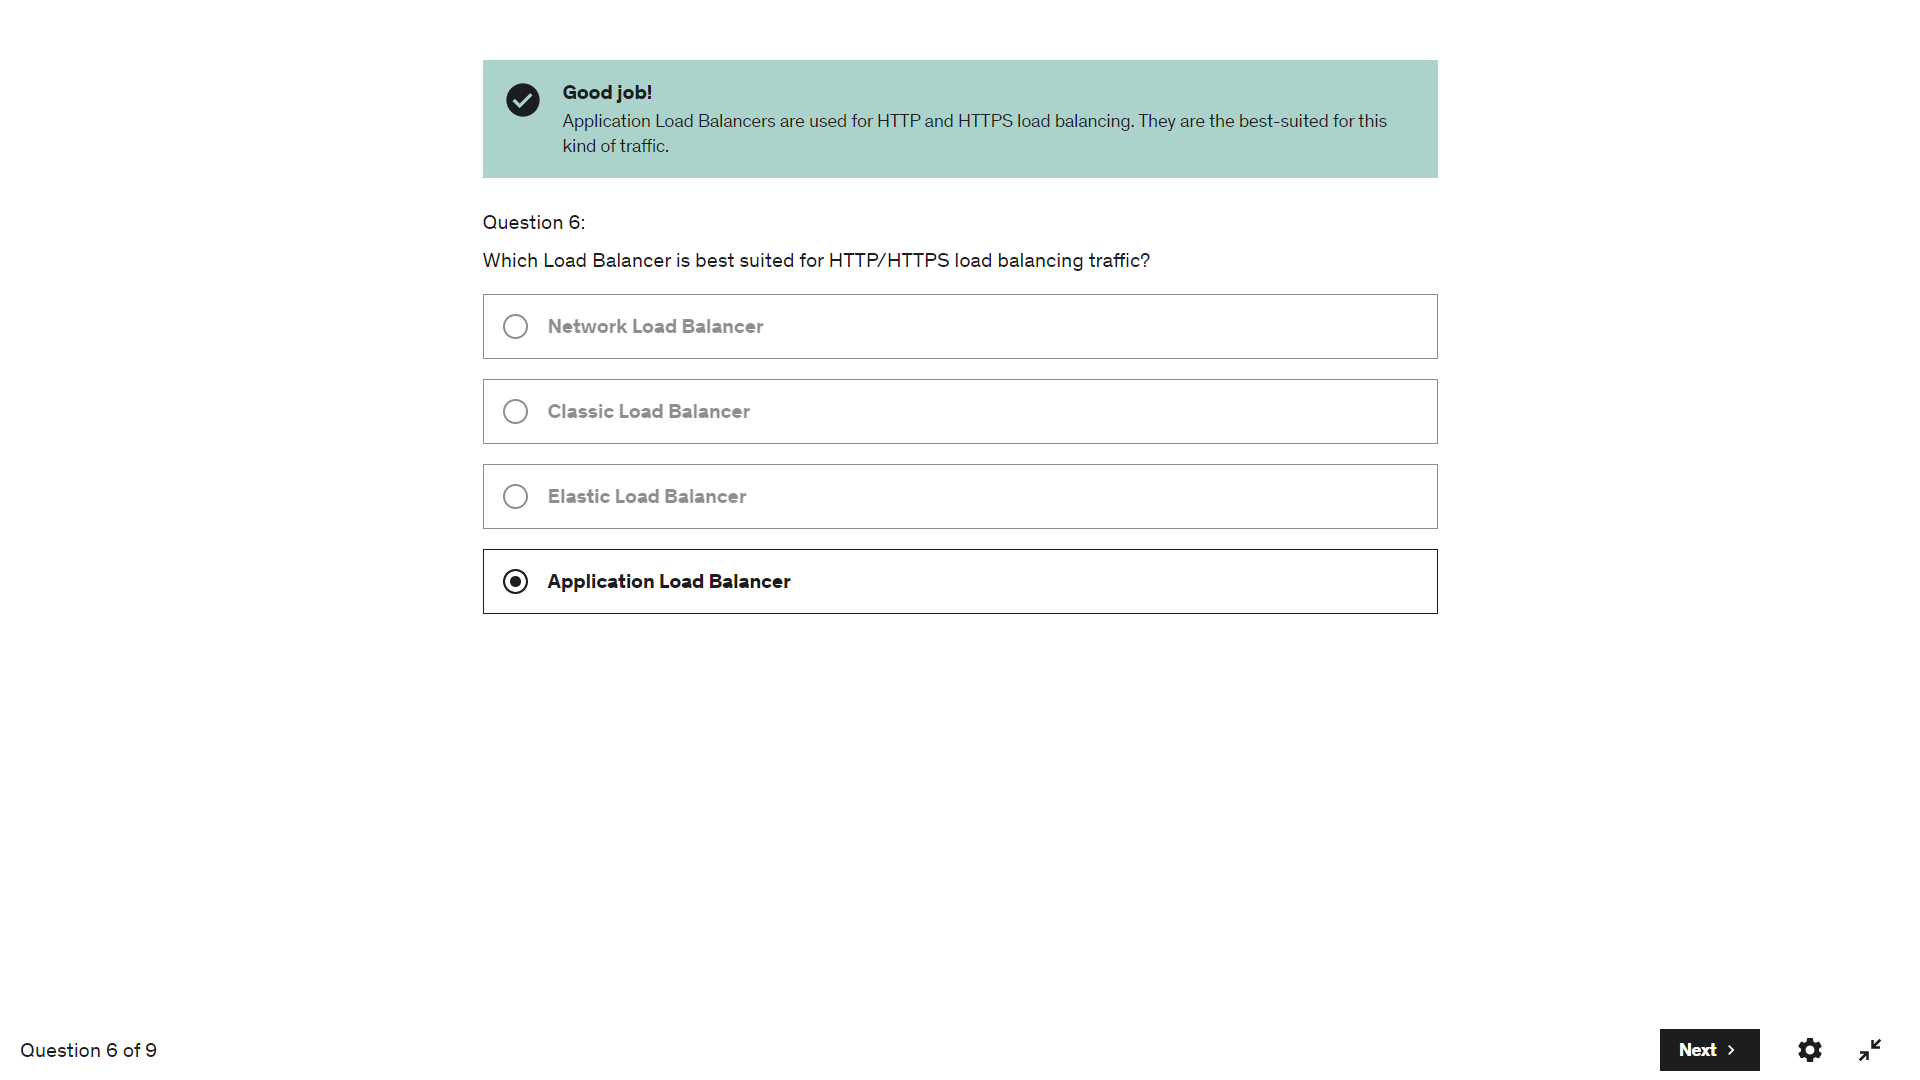 Good job!
Application Load Balancers are used for HTTP and HTTPS load balancing. They are the best-suited for this
kind of traffic.
Question 6:
Which Load Balancer is best suited for HTTP/HTTPS load balancing traffic?
Network Load Balancer
Classic Load Balancer
Elastic Load Balancer
Application Load Balancer
Question 6 of 9
Next